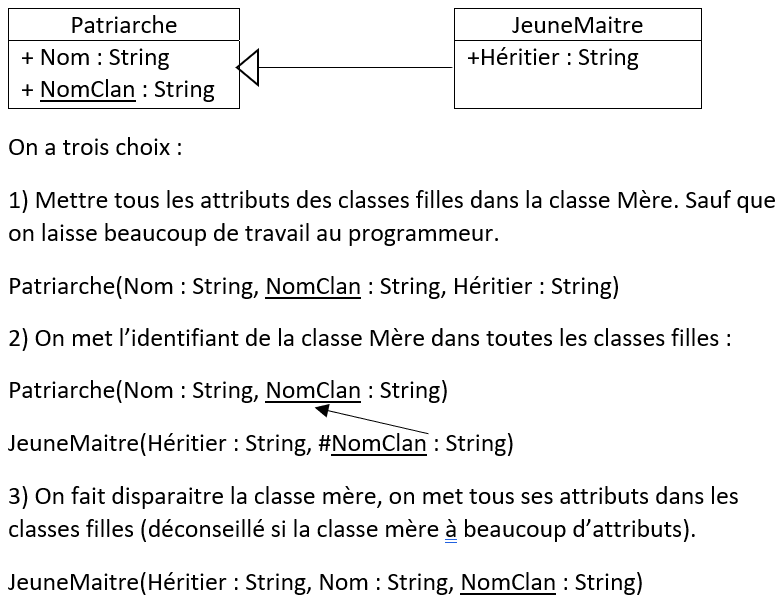 Patriarche
+ Nom : String
+ NomClan : String
JeuneMaitre
+Héritier : String
On a trois choix :
1) Mettre tous les attributs des classes filles dans la classe Mère. Sauf que
on laisse beaucoup de travail au programmeur.
Patriarche(Nom : String, NomClan : String, Héritier : String)
2) On met l’identifiant de la classe Mère dans toutes les classes filles :
Patriarche(Nom : String, NomClan : String)
JeuneMaitre(Héritier : String, #NomClan : String)
3) On fait disparaitre la classe mère, on met tous ses attributs dans les
classes filles (déconseillé si la classe mère à beaucoup d’attributs).
JeuneMaitre(Héritier : String, Nom : String, NomClan : String)